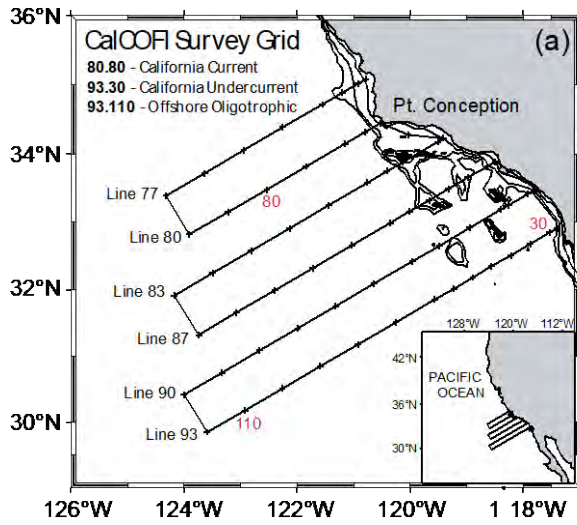 36°N
CalCOFI Survey Grid
(a)
80.80 - California Current
93.30 - California Undercurrent
93.110 - Offshore Oligotrophic
Pt. Conception
34°N
Line 77
80
Line 80
30
32°N
Line 83
Line 87
128°W 120°W 112°W
42°N
PACIFIC
OCEAN
36°N
30°N
Line 90
30°N
110
Line 93
126°W 124°W 122°W 120°W 118°W